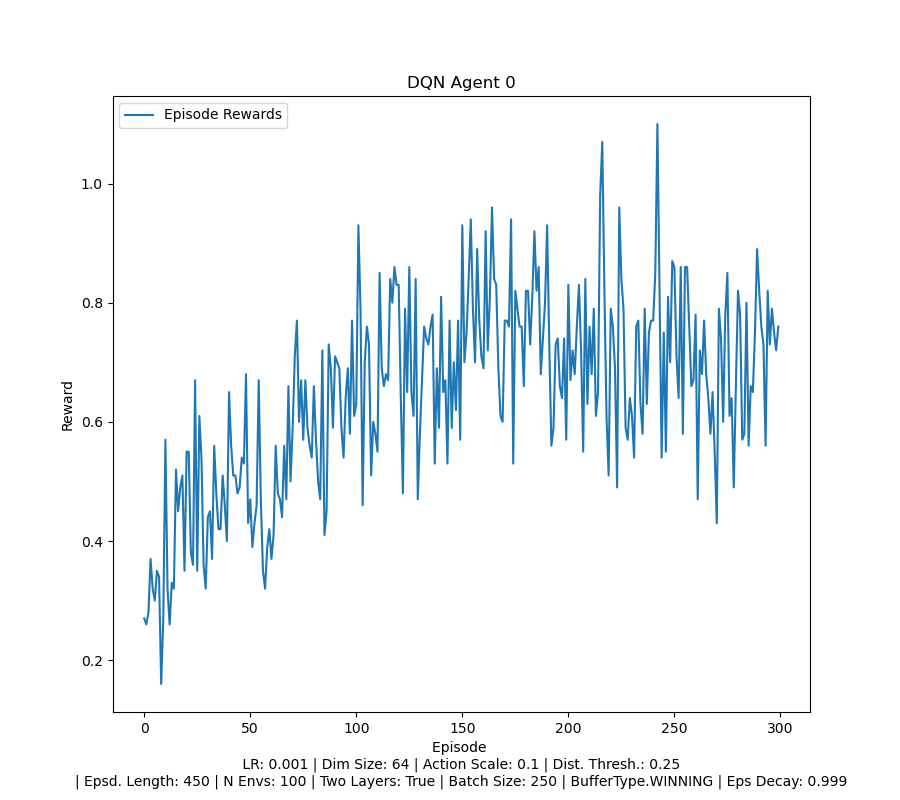 DQN Agent 0
Episode Rewards
1.0
0.8
0.6
0.4
0.2
Reward
0 50 100 150 200 250 300
Episode
LR: 0.001 | Dim Size: 64 | Action Scale: 0.1 | Dist. Thresh.: 0.25
| Epsd. Length: 450 | N Envs: 100 | Two Layers: True | Batch Size: 250 | BufferType.WINNING | Eps Decay: 0.999